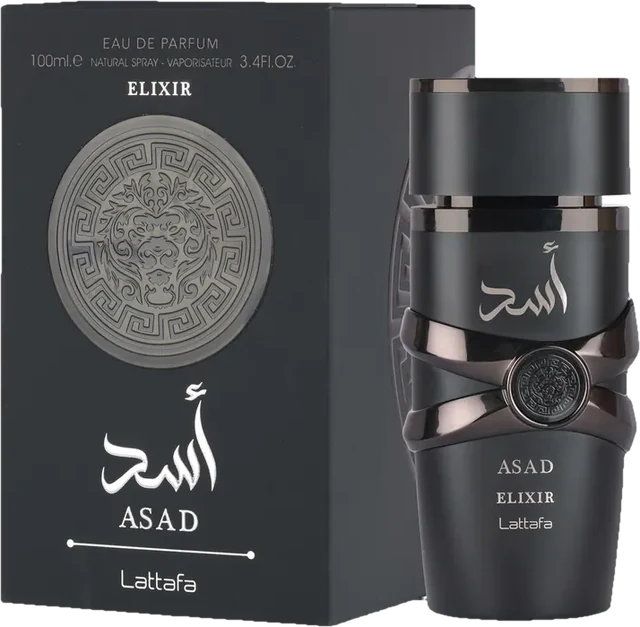 EAU DE PARFUM
100ml.℮ NATURAL SPRAY - VAPORISATEUR 3.4Fl.OZ.
ELIXIR
أسد
ASAD
Lattafa
أسد
ASAD
ELIXIR
Lattafa